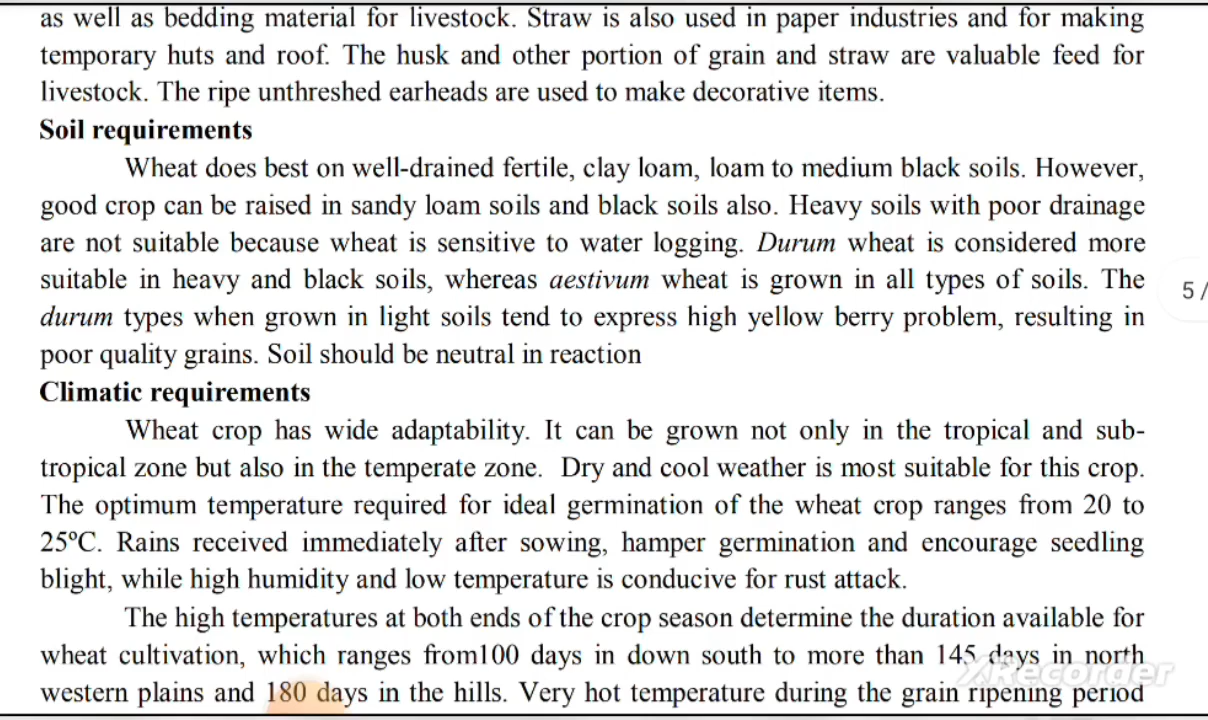 as well as bedding material for livestock. Straw is also used in paper industries and for making
temporary huts and roof. The husk and other portion of grain and straw are valuable feed for
livestock. The ripe unthreshed earheads are used to make decorative items.
Soil requirements
Wheat does best on well-drained fertile, clay loam, loam to medium black soils. However,
good crop can be raised in sandy loam soils and black soils also. Heavy soils with poor drainage
are not suitable because wheat is sensitive to water logging. Durum wheat is considered more
suitable in heavy and black soils, whereas aestivum wheat is grown in all types of soils. The
5/
durum types when grown in light soils tend to express high yellow berry problem, resulting in
poor quality grains. Soil should be neutral in reaction
Climatic requirements
Wheat crop has wide adaptability. It can be grown not only in the tropical and sub-
tropical zone but also in the temperate zone. Dry and cool weather is most suitable for this crop.
The optimum temperature required for ideal germination of the wheat crop ranges from 20 to
25ºC. Rains received immediately after sowing, hamper germination and encourage seedling
blight, while high humidity and low temperature is conducive for rust attack.
The high temperatures at both ends of the crop season determine the duration available for
wheat cultivation, which ranges from100 days in down south to more than 145 days in north
XRecorder
western plains and 180 days in the hills. Very hot temperature during the grain ripening period